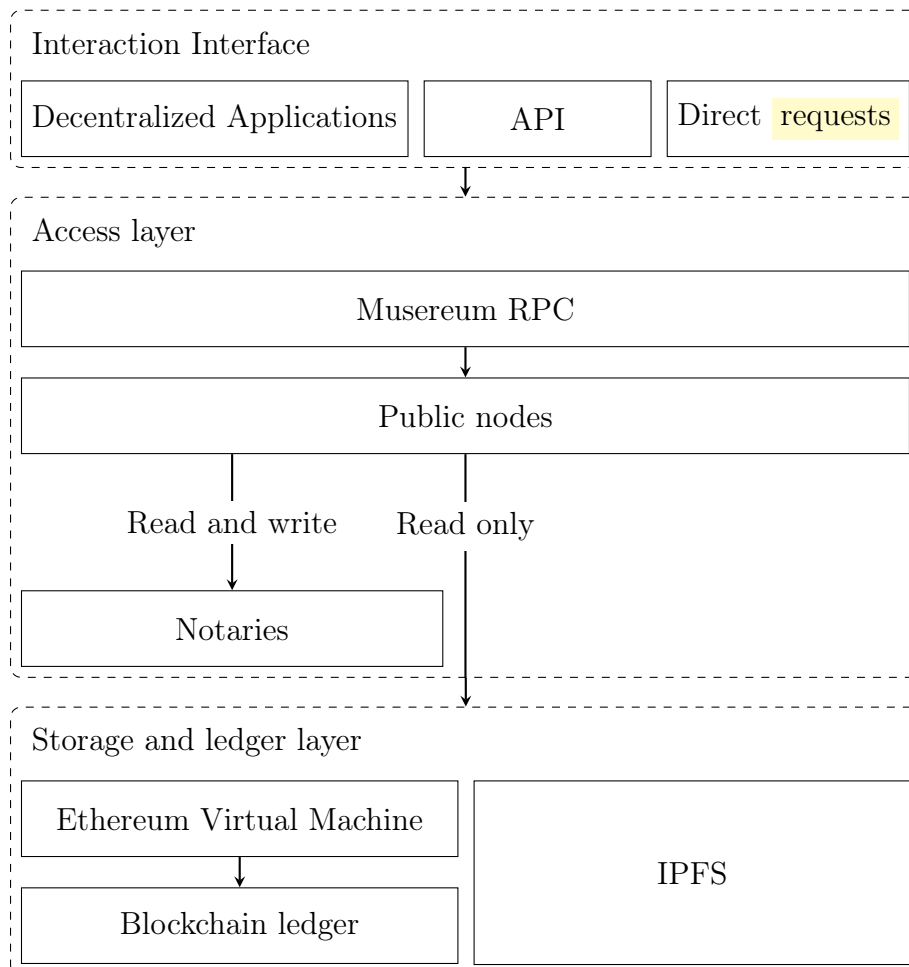 Interaction Interface
Decentralized Applications
API
Direct requests
Access layer
Musereum RPC
Public nodes
Read and write
Read only
Notaries
Storage and ledger layer
Ethereum Virtual Machine
IPFS
Blockchain ledger